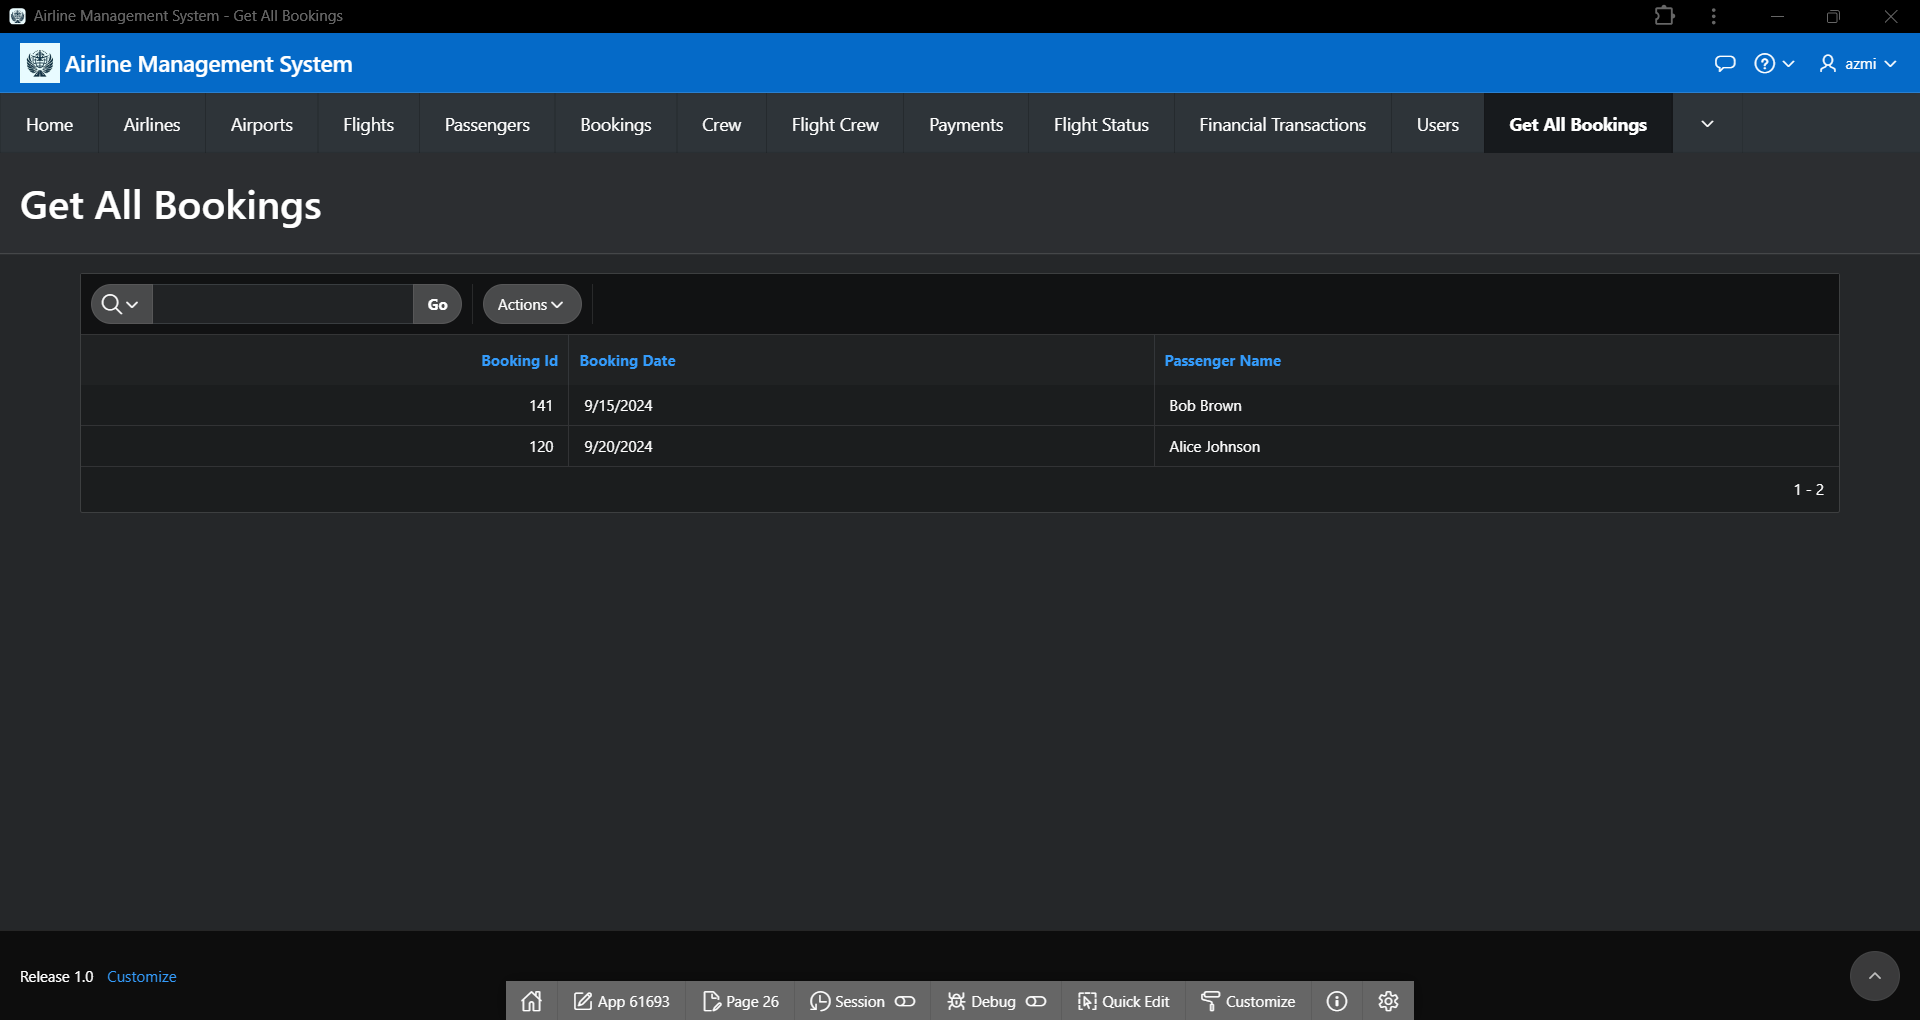 Airline Management System - Get All Bookings
Airline Management System
azmi
Home Airlines Airports Flights Passengers Bookings Crew Flight Crew Payments Flight Status Financial Transactions Users Get All Bookings
Get All Bookings
Go Actions
Booking Id Booking Date Passenger Name
141 9/15/2024 Bob Brown
120 9/20/2024 Alice Johnson
1 - 2
Release 1.0 Customize
App 61693 Page 26 Session Debug Quick Edit Customize